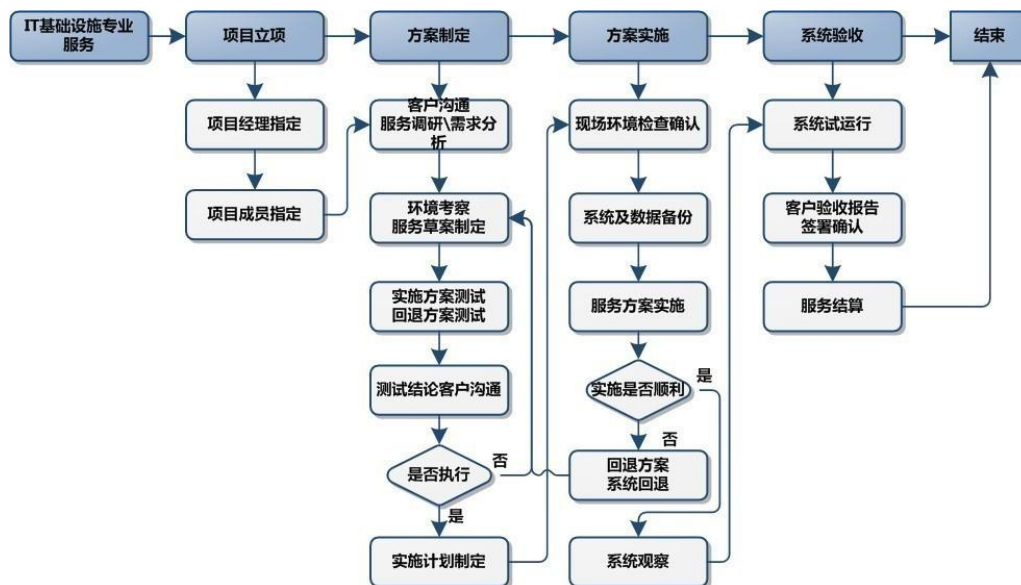 IT基础设施专业
服务
项目立项
方案制定
方案实施
系统验收
结束
项目经理指定
项目成员指定
客户沟通
服务调研\需求分
析
环境考察
服务草案制定
实施方案测试
回退方案测试
测试结论客户沟通
是否执行
否
是
实施计划制定
现场环境检查确认
系统及数据备份
服务方案实施
实施是否顺利
是
否
回退方案
系统回退
系统观察
系统试运行
客户验收报告
签署确认
服务结算